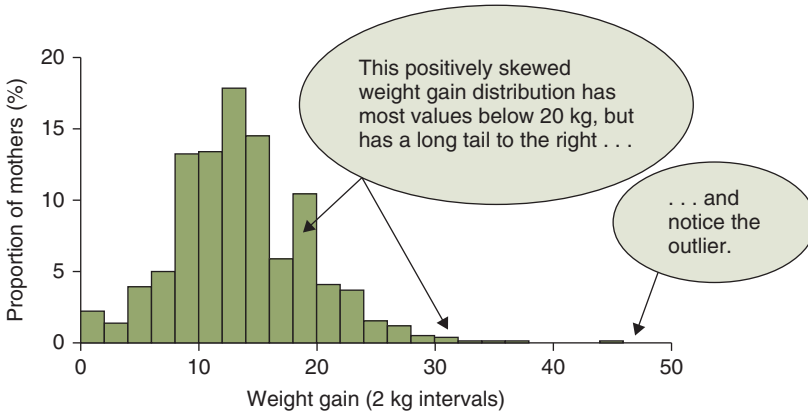 20
15
10
5
0
Proportion of mothers (%)
This positively skewed
weight gain distribution has
most values below 20 kg, but
has a long tail to the right . . .
. . . and
notice the
outlier.
0 10 20 30 40 50
Weight gain (2 kg intervals)